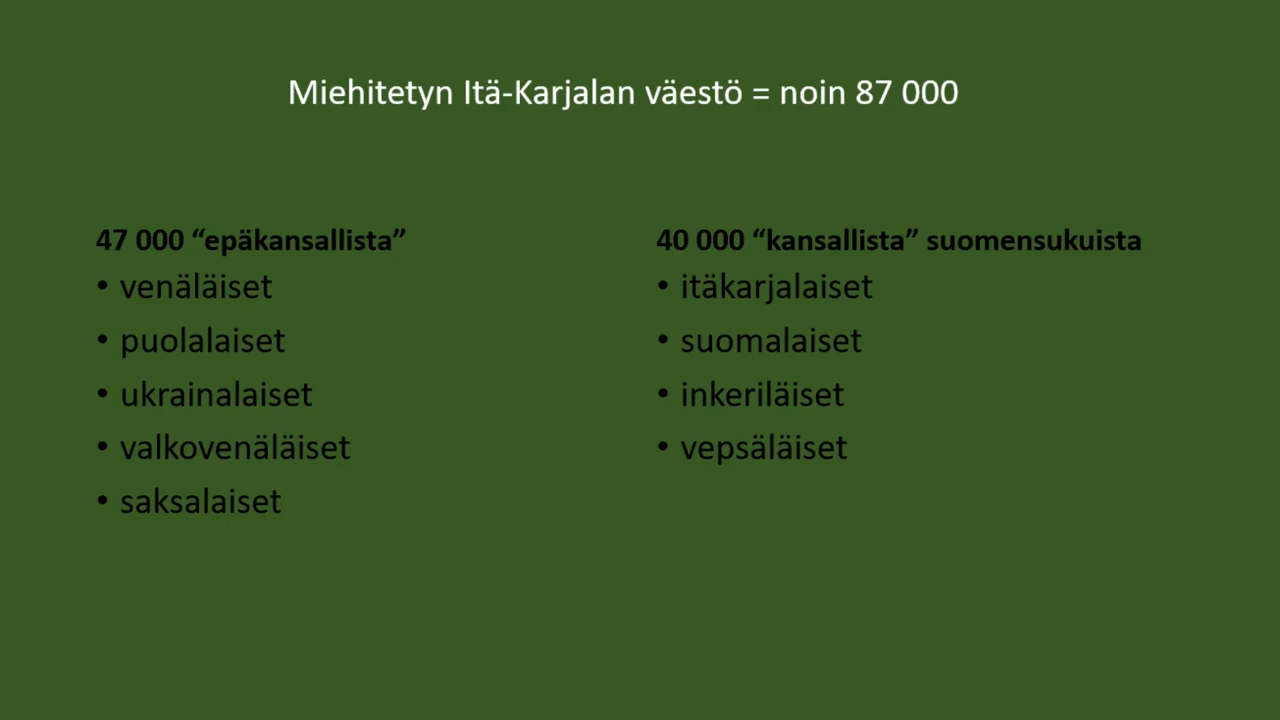 Miehitetyn Itä-Karjalan väestö = noin 87 000
47 000 “epäkansallista”
• venäläiset
• puolalaiset
• ukrainalaiset
• valkovenäläiset
• saksalaiset
40 000 “kansallista” suomensukuista
• itäkarjalaiset
• suomalaiset
• inkeriläiset
• vepsäläiset